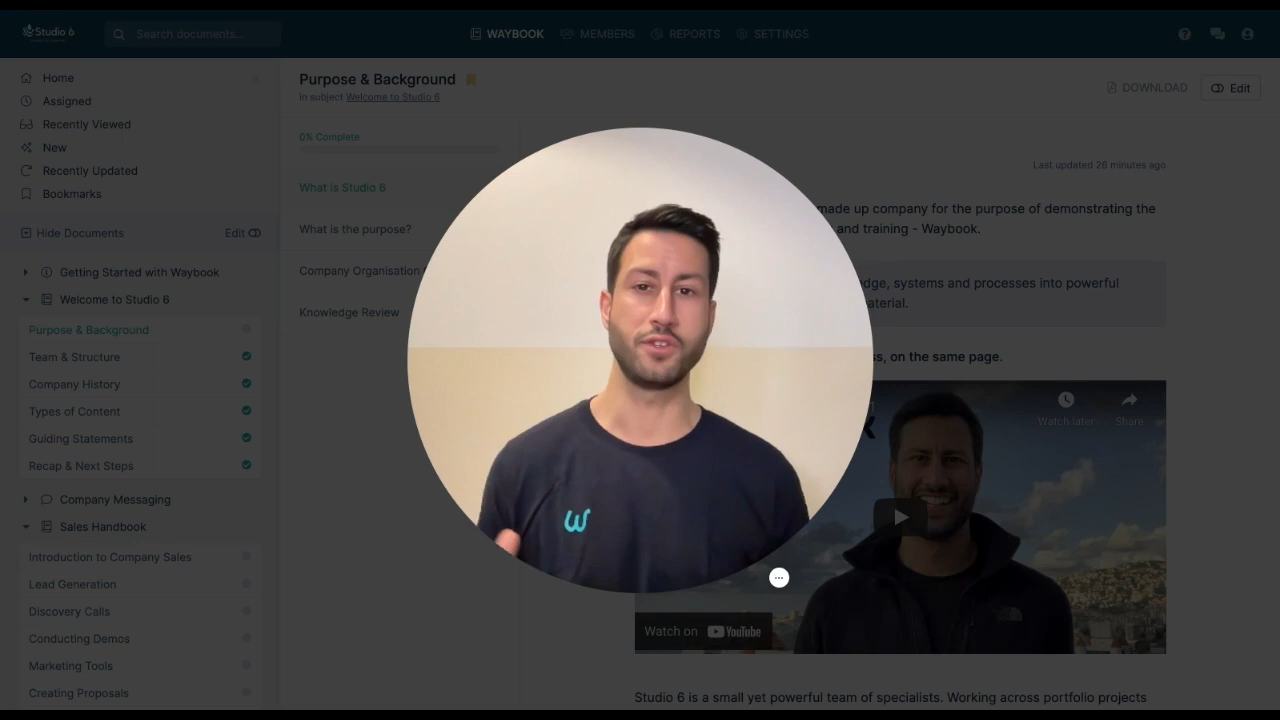 Studio 6
Search documents...
WAYBOOK
MEMBERS
REPORTS
SETTINGS
Home
Assigned
Recently Viewed
New
Recently Updated
Bookmarks
Hide Documents
Edit
Getting Started with Waybook
Welcome to Studio 6
Purpose & Background
Team & Structure
Company History
Types of Content
Guiding Statements
Recap & Next Steps
Company Messaging
Sales Handbook
Introduction to Company Sales
Lead Generation
Discovery Calls
Conducting Demos
Marketing Tools
Creating Proposals
Purpose & Background
in subject Welcome to Studio 6
DOWNLOAD
Edit
0% Complete
What is Studio 6
What is the purpose?
Company Organisation
Knowledge Review
Last updated 26 minutes ago
made up company for the purpose of demonstrating the
and training - Waybook.
systems and processes into powerful
on the same page.
Watch later
Share
w
Watch on YouTube
Studio 6 is a small yet powerful team of specialists. Working across portfolio projects